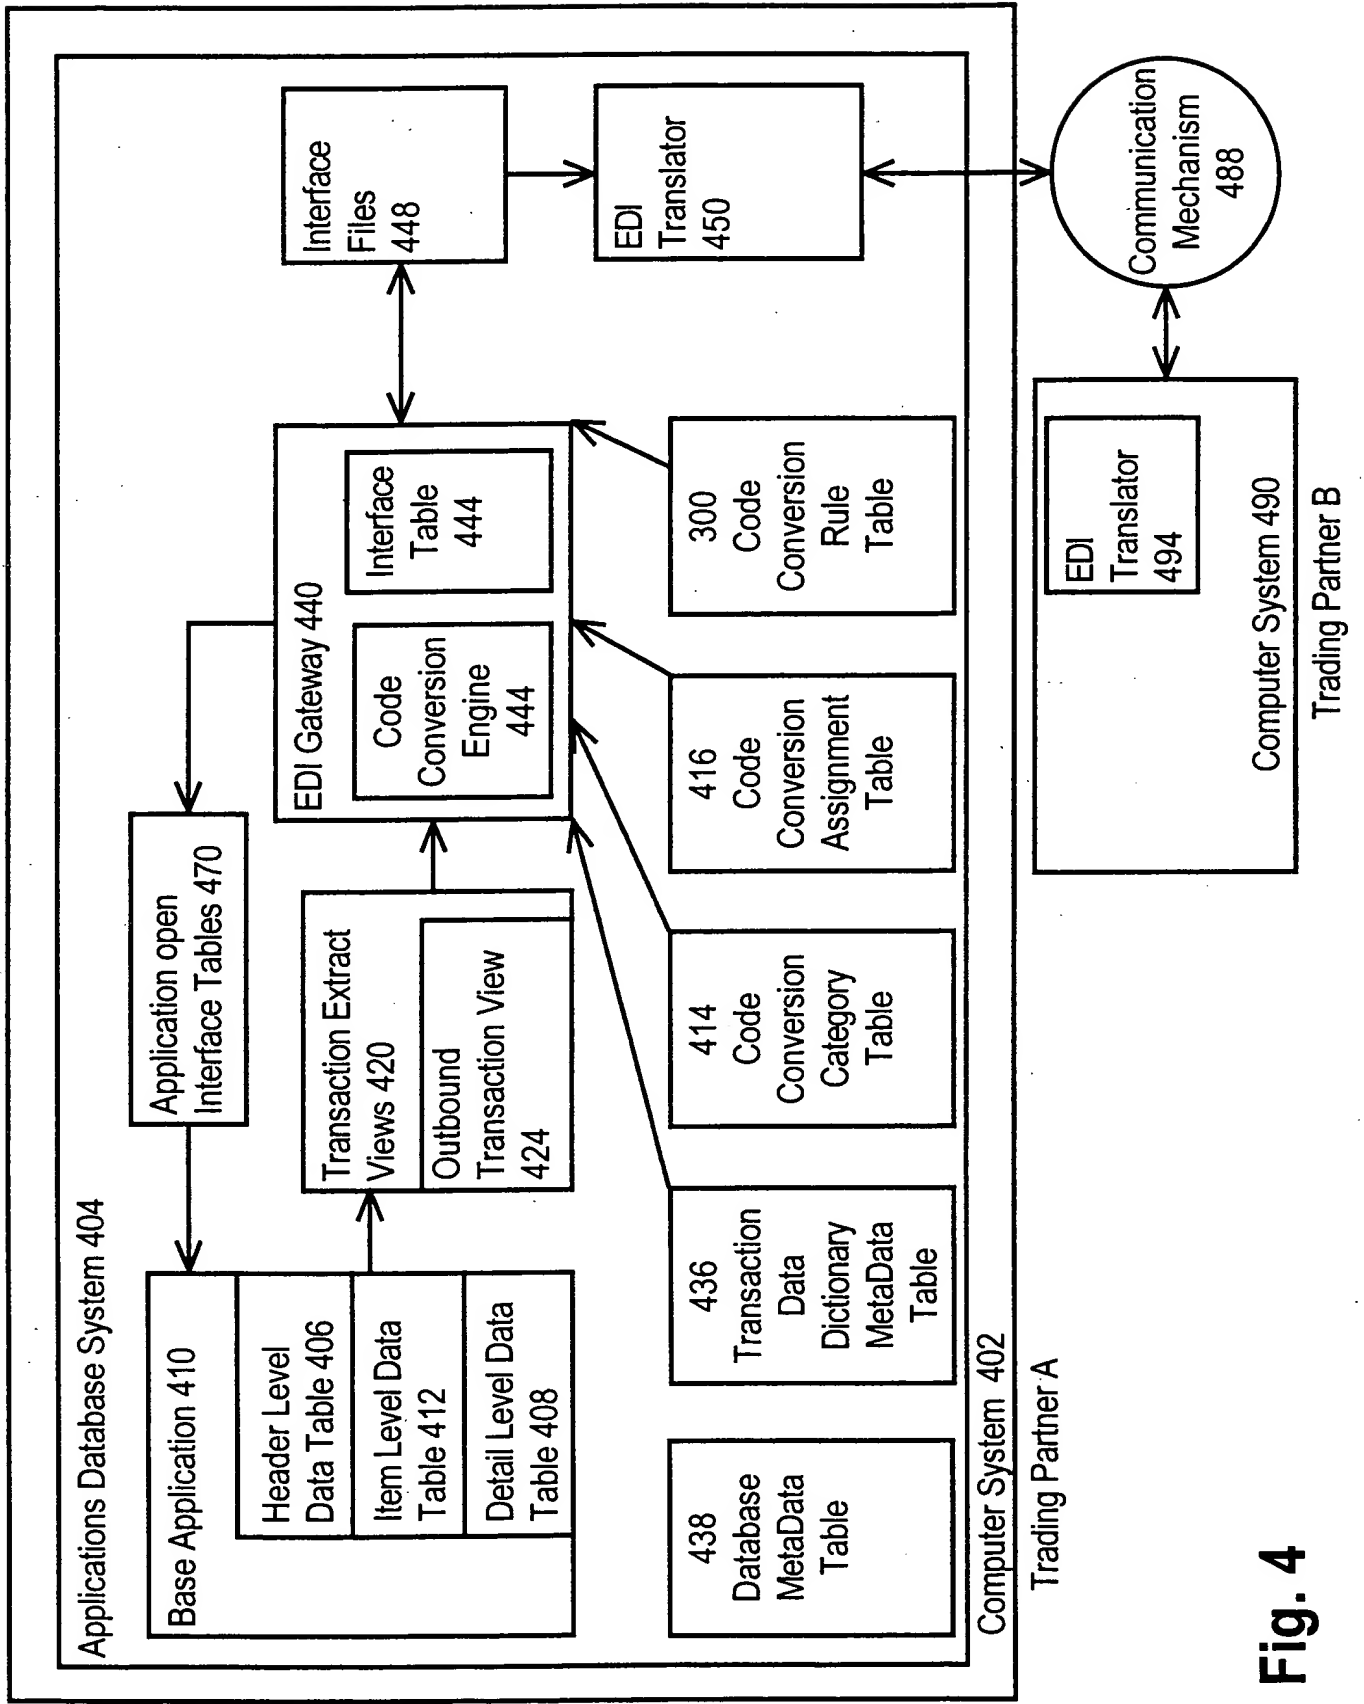 Applications Database System 404
Base Application 410
Header Level
Data Table 406
Item Level Data
Table 412
Detail Level Data
Table 408
Application open
Interface Tables 470
Transaction Extract
Views 420
Outbound
Transaction View
424
EDI Gateway 440
Code
Conversion
Engine
444
Interface
Table
444
Interface
Files
448
EDI
Translator
450
438
Database
MetaData
Table
436
Transaction
Data
Dictionary
MetaData
Table
414
Code
Conversion
Category
Table
416
Code
Conversion
Assignment
Table
300
Code
Conversion
Rule
Table
Computer System 402
Trading Partner A
Communication
Mechanism
488
EDI
Translator
494
Computer System 490
Trading Partner B
Fig. 4